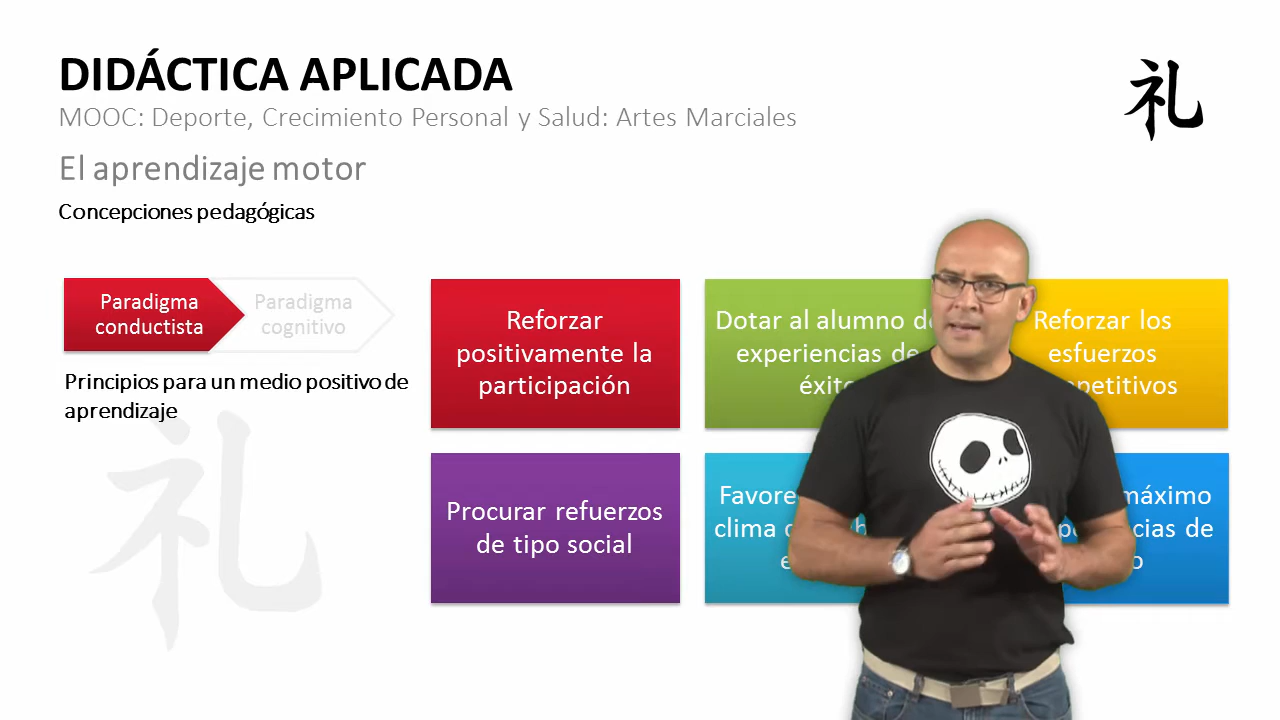 DIDÁCTICA APLICADA
礼
MOOC: Deporte, Crecimiento Personal y Salud: Artes Marciales
El aprendizaje motor
Concepciones pedagógicas
Paradigma
conductista
Paradigma
cognitivo
Principios para un medio positivo de
aprendizaje
礼
Reforzar
positivamente la
participación
Dotar al alumno
experiencias de
Reforzar los
esfuerzos
Procurar refuerzos
de tipo social
clima
máximo
de